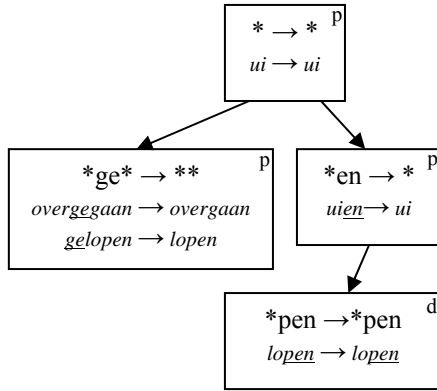 * → * p
ui → ui
*ge* → ** p
overgegaan → overgaan
gelopen → lopen
*en → * p
uien → ui
*pen →*pen d
lopen → lopen